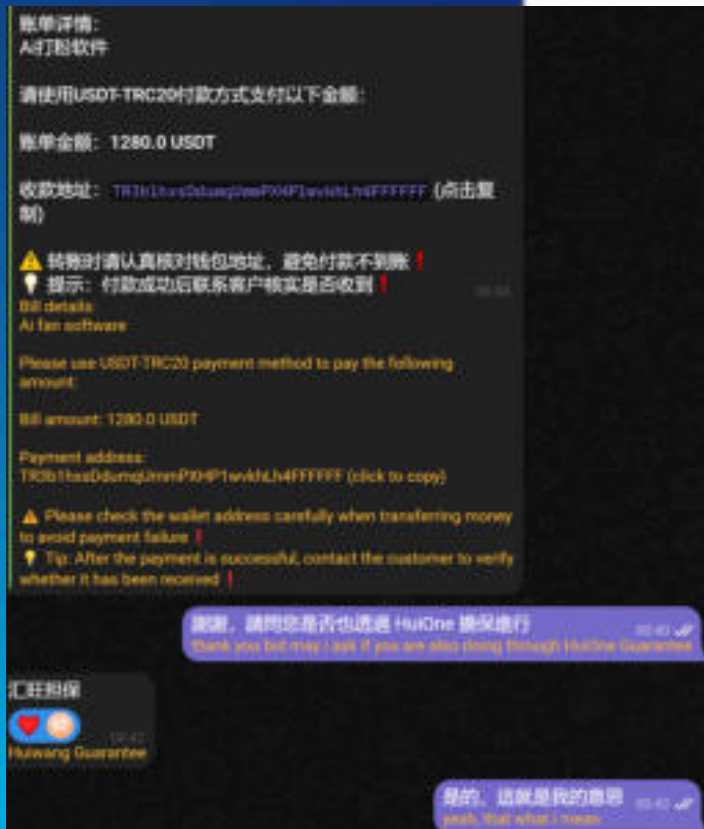 账单详情：
Ai打粉软件
请使用USDT-TRC20付款方式支付以下金额：
账单金额：1280.0 USDT
收款地址： (点击复
制)
⚠️ 转账时请认真核对钱包地址，避免付款不到账❗
💡 提示：付款成功后联系客户核实是否收到❗
Bill details:
Ai fan software
Please use USDT-TRC20 payment method to pay the following
amount:
Bill amount: 1280.0 USDT
Payment address:
(click to copy)
⚠️ Please check the wallet address carefully when transferring money
to avoid payment failure❗
💡 Tip: After the payment is successful, contact the customer to verify
whether it has been received❗
謝謝，請問您是否也透過 HuiOne 擔保進行
thank you but may i ask if you are also doing through HuiOne Guarantee
汇旺担保
Huiwang Guarantee
是的，這就是我的意思
yeah, that what i mean